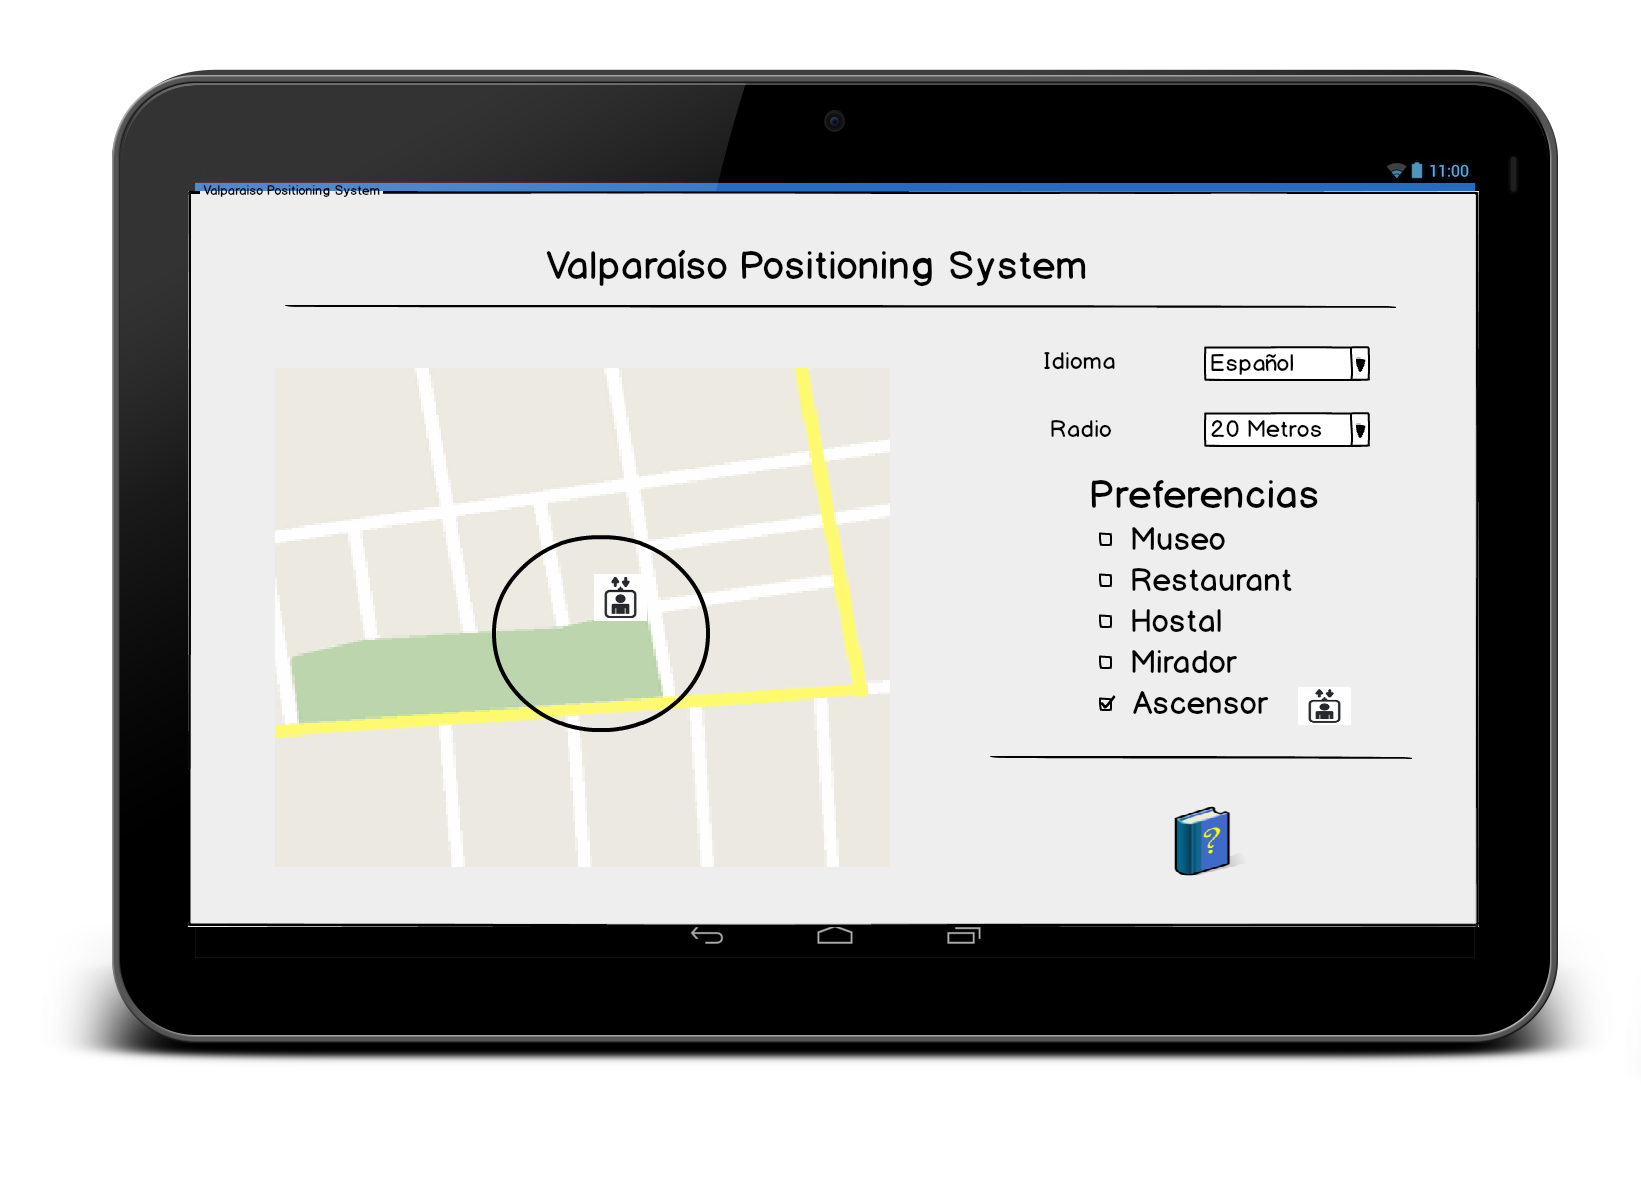 11:00
Valparaiso Positioning System
Valparaíso Positioning System
Idioma
Español
Radio
20 Metros
Preferencias
Museo
Restaurant
Hostal
Mirador
Ascensor
?